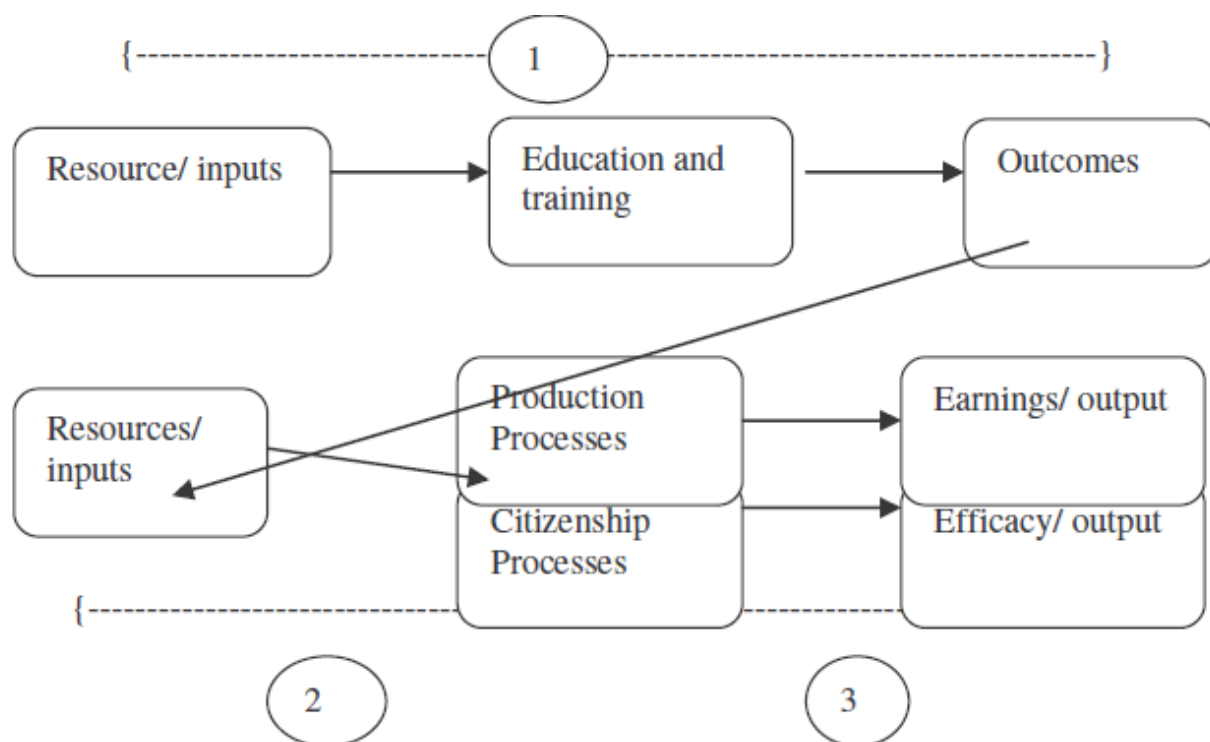 1
Resource/ inputs
Education and
training
Outcomes
Resources/
inputs
Production
Processes
Earnings/ output
Citizenship
Processes
Efficacy/ output
2
3